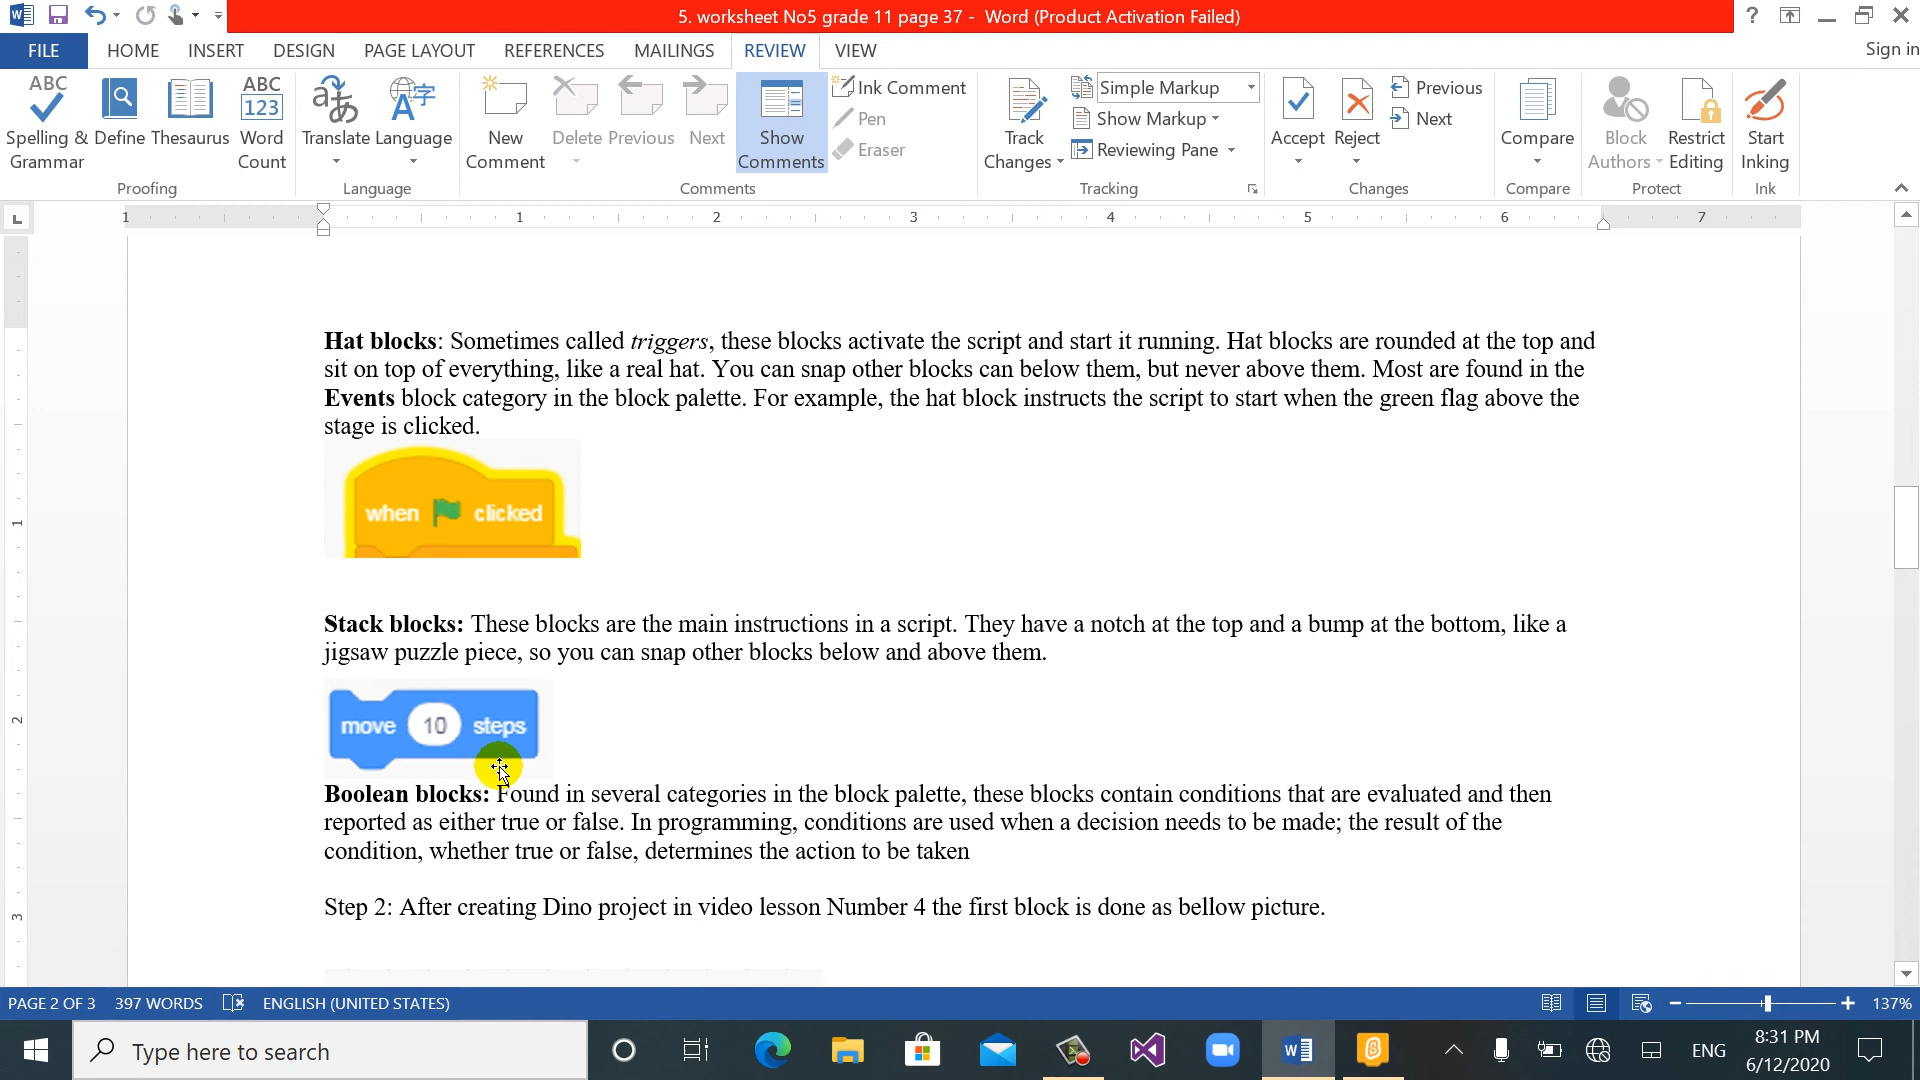 5. worksheet No5 grade 11 page 37 - Word (Product Activation Failed)
FILE HOME INSERT DESIGN PAGE LAYOUT REFERENCES MAILINGS REVIEW VIEW Sign in
Spelling & Grammar
Define
Thesaurus
ABC 123 Word Count
Translate
Language
New Comment
Delete
Previous
Next
Show Comments
Ink Comment
Pen
Eraser
Track Changes
Simple Markup
Show Markup
Reviewing Pane
Accept
Reject
Previous
Next
Compare
Block Authors
Restrict Editing
Start Inking
Proofing Language Comments Tracking Changes Compare Protect Ink
1 1 2 3 4 5 6 7
Hat blocks: Sometimes called triggers, these blocks activate the script and start it running. Hat blocks are rounded at the top and
sit on top of everything, like a real hat. You can snap other blocks can below them, but never above them. Most are found in the
Events block category in the block palette. For example, the hat block instructs the script to start when the green flag above the
stage is clicked.
when clicked
Stack blocks: These blocks are the main instructions in a script. They have a notch at the top and a bump at the bottom, like a
jigsaw puzzle piece, so you can snap other blocks below and above them.
move 10 steps
Boolean blocks: Found in several categories in the block palette, these blocks contain conditions that are evaluated and then
reported as either true or false. In programming, conditions are used when a decision needs to be made; the result of the
condition, whether true or false, determines the action to be taken
Step 2: After creating Dino project in video lesson Number 4 the first block is done as bellow picture.
1
2
3
PAGE 2 OF 3 397 WORDS ENGLISH (UNITED STATES) 137%
Type here to search
ENG
8:31 PM
6/12/2020